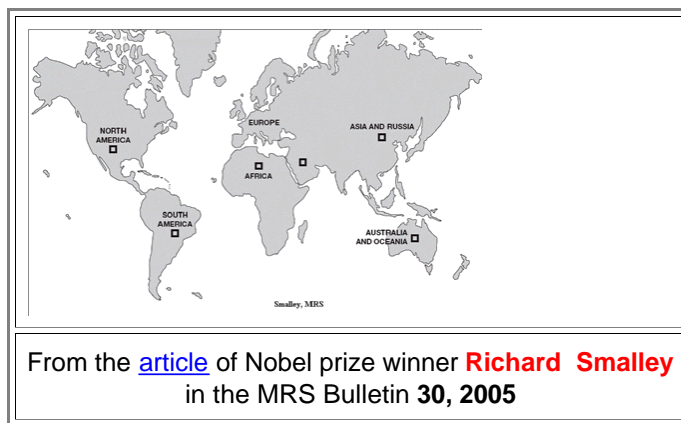 NORTH
AMERICA
EUROPE
ASIA AND RUSSIA
AFRICA
SOUTH
AMERICA
AUSTRALIA
AND OCEANIA
Smalley, MRS
From the article of Nobel prize winner Richard Smalley
in the MRS Bulletin 30, 2005